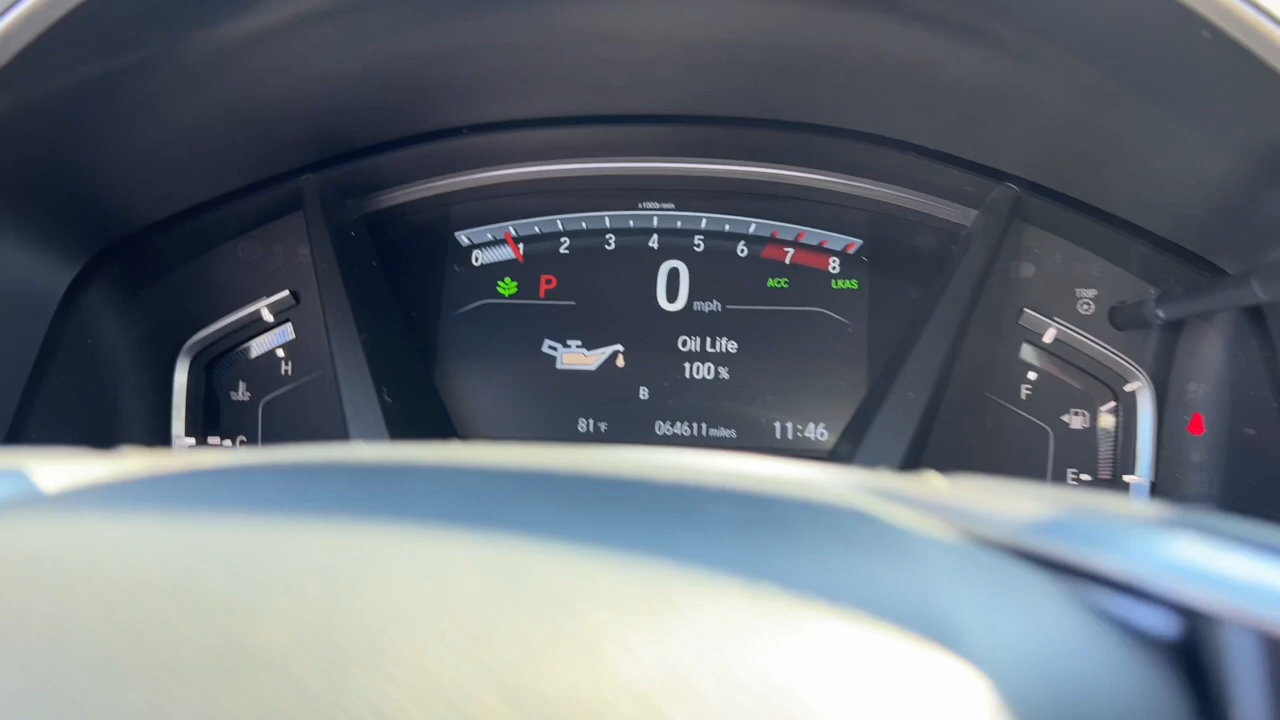 x1000r/min
0 1 2 3 4 5 6 7 8
P
0 mph
ACC
LKAS
Oil Life
100 %
B
81 °F
064611 miles
11:46
H
C
TRIP
F
E